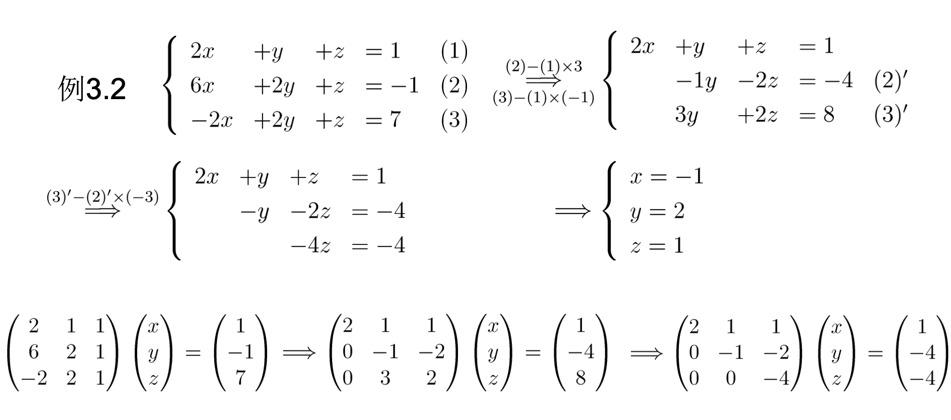 例3.2
2x +y +z = 1 (1)
6x +2y +z = −1 (2)
−2x +2y +z = 7 (3)
(2)−(1)×3
⟹
(3)−(1)×(−1)
2x +y +z = 1
−1y −2z = −4 (2)′
3y +2z = 8 (3)′
(3)′−(2)′×(−3)
⟹
2x +y +z = 1
−y −2z = −4
−4z = −4
⟹
x = −1
y = 2
z = 1
( 2 1 1 ) ( x ) ( 1 ) ( 2 1 1 ) ( x ) ( 1 ) ( 2 1 1 ) ( x ) ( 1 )
( 6 2 1 ) ( y ) = ( −1 ) ⟹ ( 0 −1 −2 ) ( y ) = ( −4 ) ⟹ ( 0 −1 −2 ) ( y ) = ( −4 )
( −2 2 1 ) ( z ) ( 7 ) ( 0 3 2 ) ( z ) ( 8 ) ( 0 0 −4 ) ( z ) ( −4 )